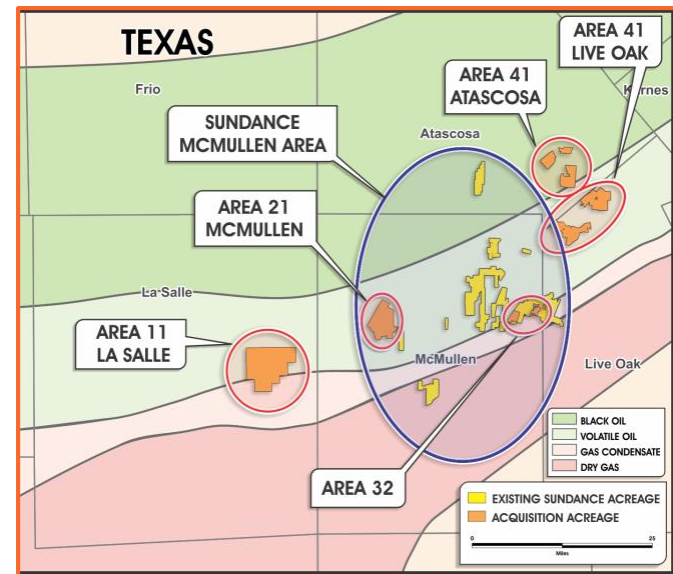 TEXAS
AREA 41
LIVE OAK
AREA 41
ATASCOSA
Frio
Karnes
SUNDANCE
MCMULLEN AREA
Atascosa
AREA 21
MCMULLEN
La Salle
AREA 11
LA SALLE
McMullen
Live Oak
AREA 32
BLACK OIL
VOLATILE OIL
GAS CONDENSATE
DRY GAS
EXISTING SUNDANCE ACREAGE
ACQUISITION ACREAGE
0
25
Miles